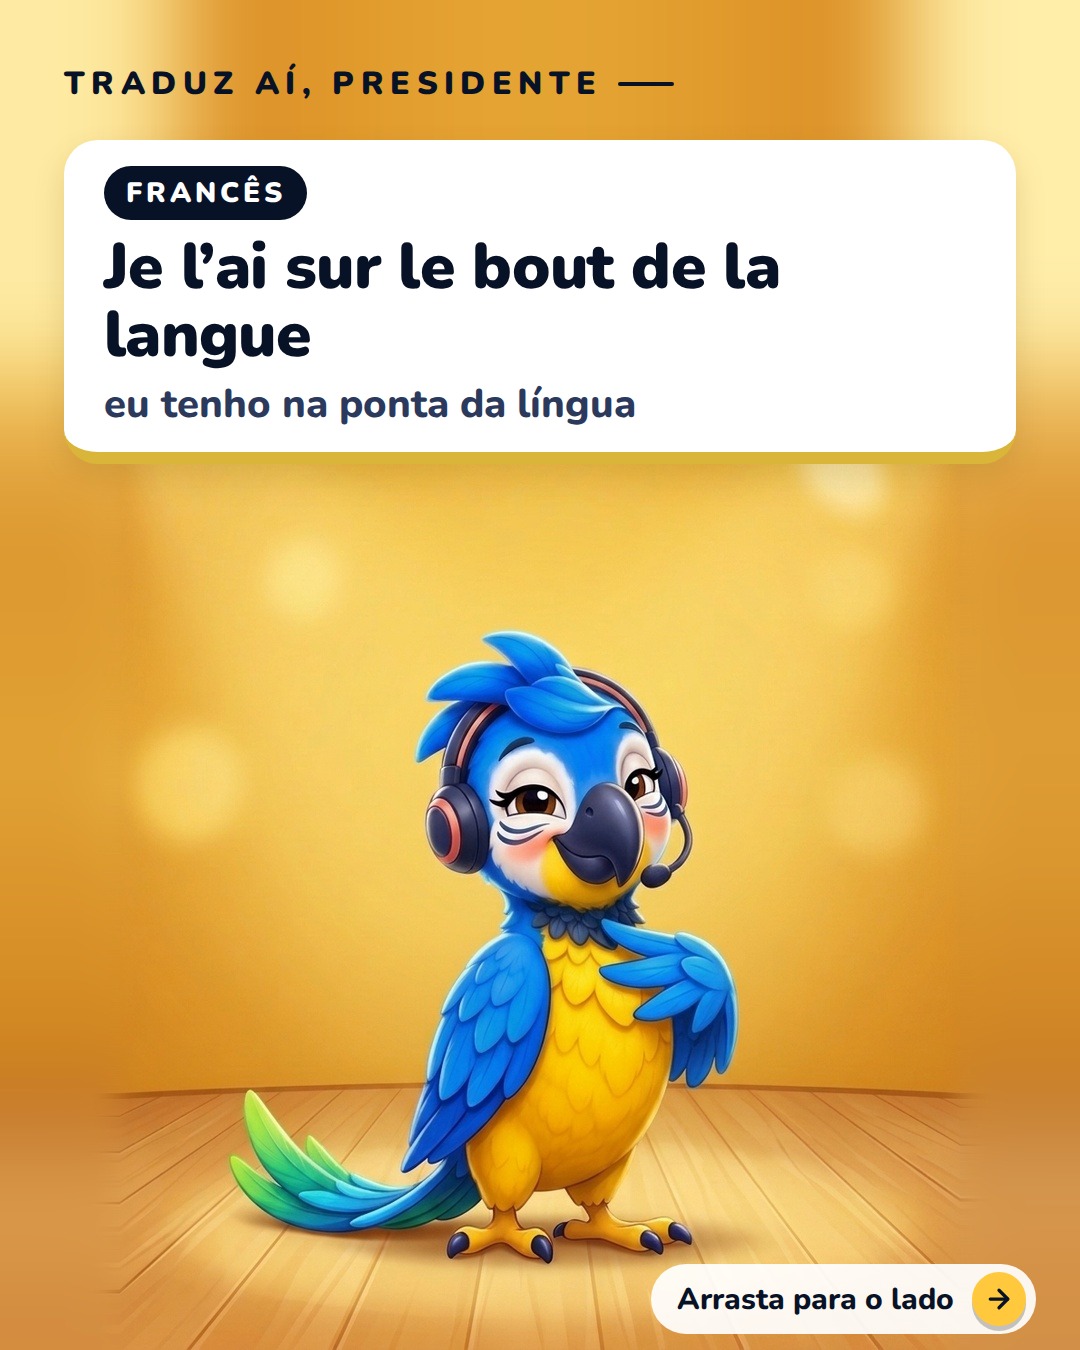 TRADUZ AÍ, PRESIDENTE
FRANCÊS
Je l’ai sur le bout de la
langue
eu tenho na ponta da língua
Arrasta para o lado